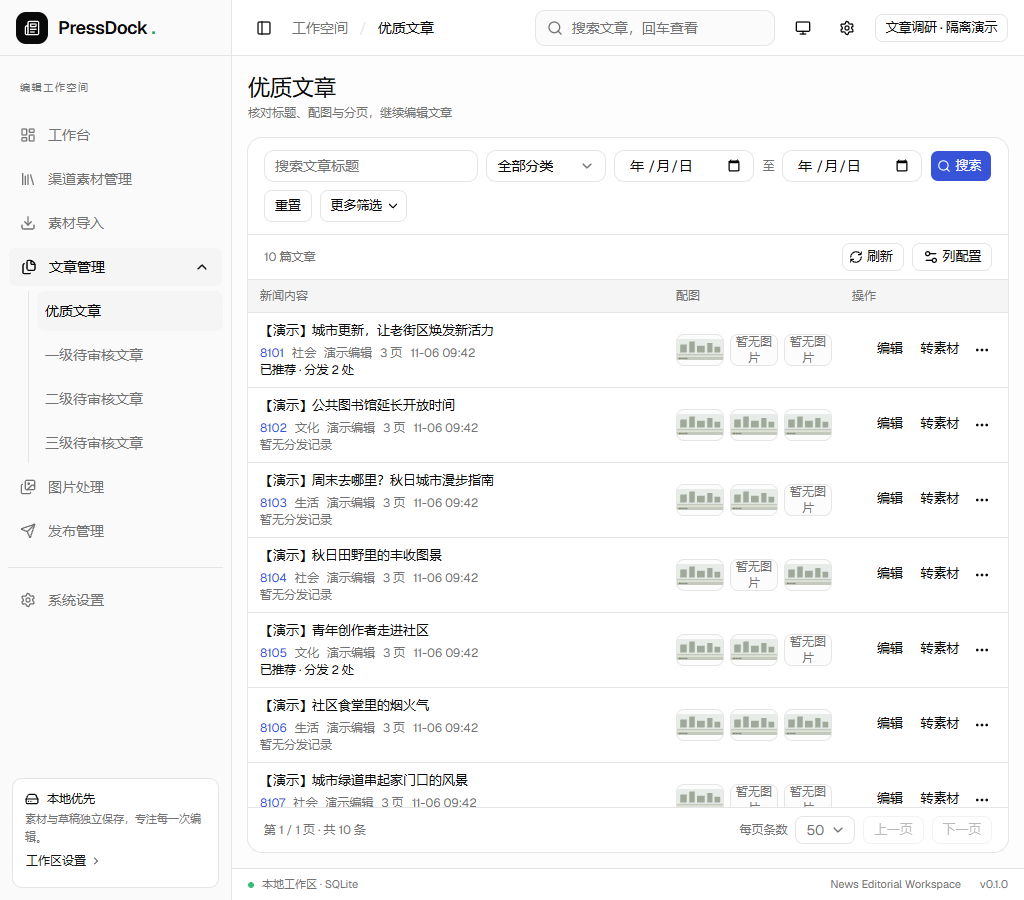 PressDock.
工作空间 / 优质文章
搜索文章，回车查看
文章调研 · 隔离演示
编辑工作空间
工作台
渠道素材管理
素材导入
文章管理
优质文章
一级待审核文章
二级待审核文章
三级待审核文章
图片处理
发布管理
系统设置
本地优先
素材与草稿独立保存，专注每一次编
辑。
工作区设置
优质文章
核对标题、配图与分页，继续编辑文章
搜索文章标题
全部分类
年 /月/日
至
年 /月/日
搜索
重置
更多筛选
10 篇文章
刷新
列配置
新闻内容 配图 操作
【演示】城市更新，让老街区焕发新活力
8101 社会 演示编辑 3 页 11-06 09:42
已推荐 · 分发 2 处
暂无图
片
暂无图
片
编辑 转素材
【演示】公共图书馆延长开放时间
8102 文化 演示编辑 3 页 11-06 09:42
暂无分发记录
编辑 转素材
【演示】周末去哪里？秋日城市漫步指南
8103 生活 演示编辑 3 页 11-06 09:42
暂无分发记录
暂无图
片
编辑 转素材
【演示】秋日田野里的丰收图景
8104 社会 演示编辑 3 页 11-06 09:42
暂无分发记录
暂无图
片
编辑 转素材
【演示】青年创作者走进社区
8105 文化 演示编辑 3 页 11-06 09:42
已推荐 · 分发 2 处
暂无图
片
编辑 转素材
【演示】社区食堂里的烟火气
8106 生活 演示编辑 3 页 11-06 09:42
暂无分发记录
编辑 转素材
【演示】城市绿道串起家门口的风景
8107 社会 演示编辑 3 页 11-06 09:42
暂无图
片
暂无图
片
编辑 转素材
第 1 / 1 页 · 共 10 条
每页条数
50
上一页
下一页
本地工作区 · SQLite
News Editorial Workspace
v0.1.0